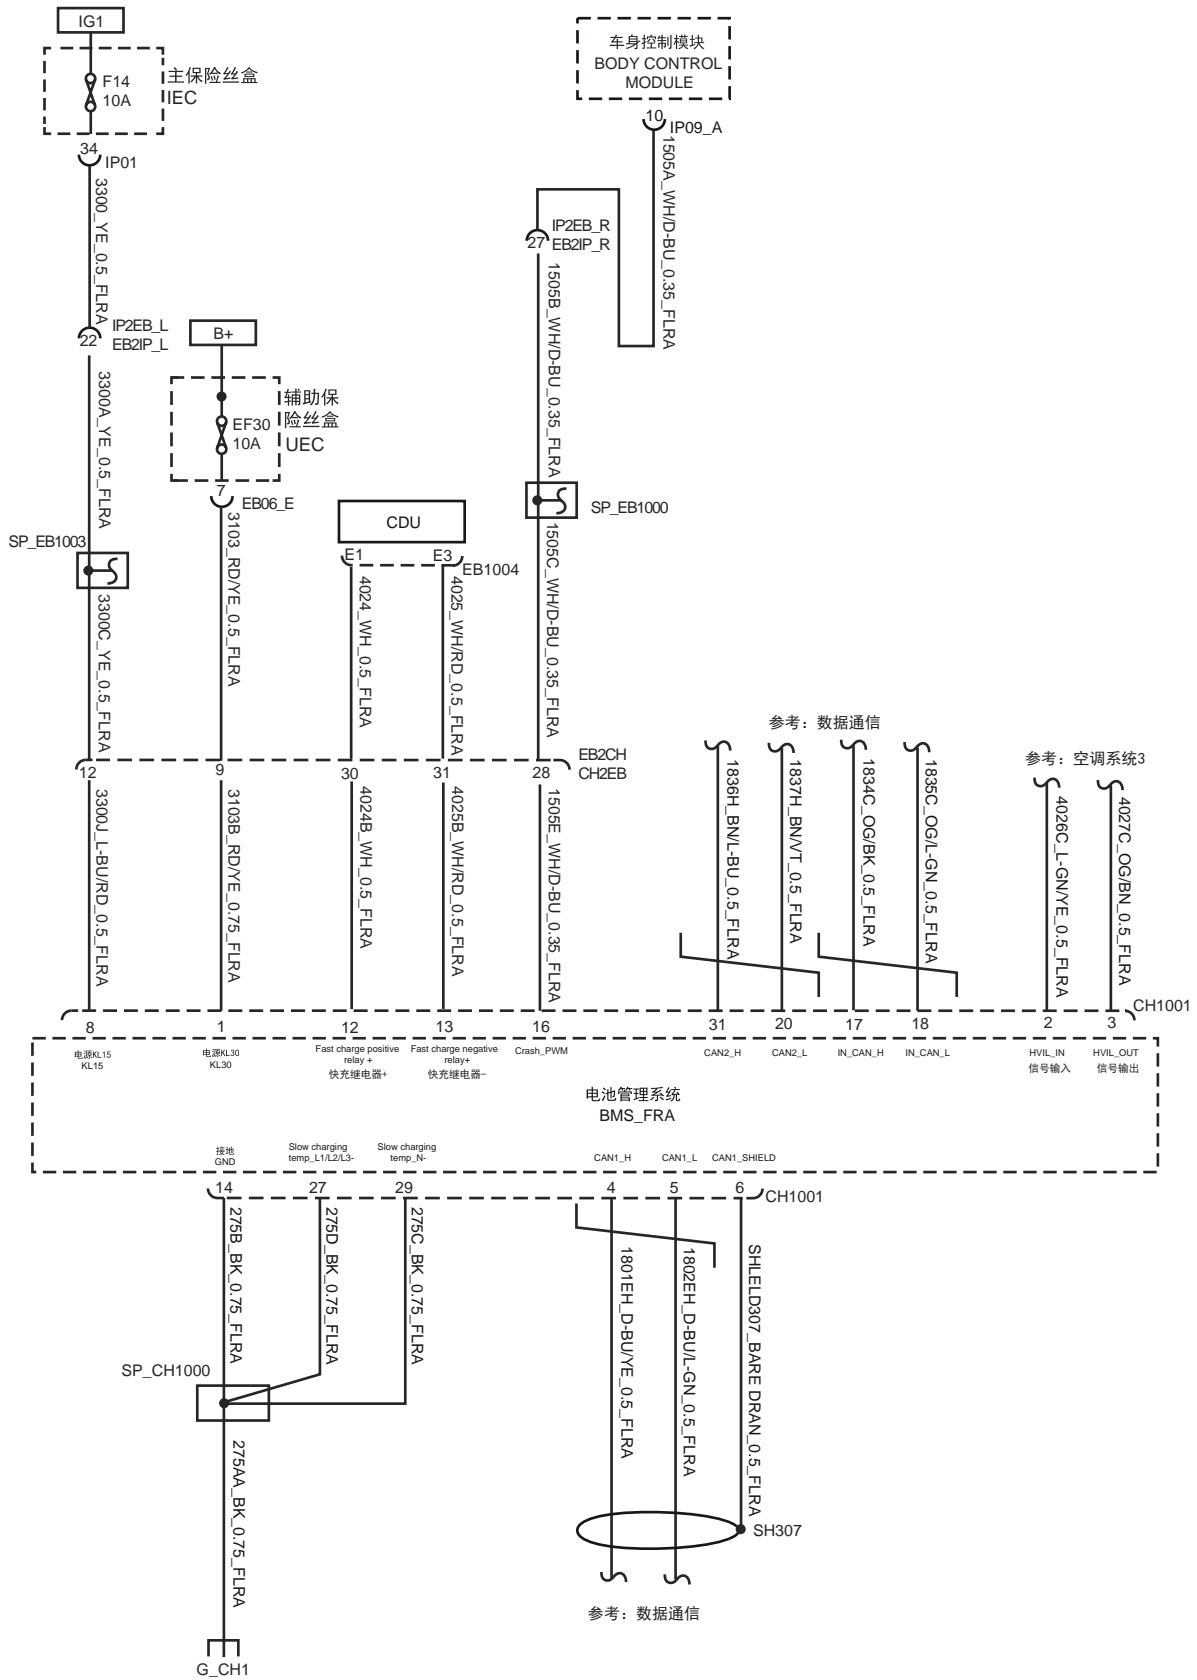 IG1
F14
10A
主保险丝盒
IEC
34
IP01
3300_YE_0.5_FLRA
22
IP2EB_L
EB2IP_L
3300A_YE_0.5_FLRA
SP_EB1003
3300C_YE_0.5_FLRA
B+
EF30
10A
辅助保
险丝盒
UEC
7
EB06_E
3103_RD/YE_0.5_FLRA
CDU
E1
E3
EB1004
4024_WH_0.5_FLRA
4025_WH/RD_0.5_FLRA
车身控制模块
BODY CONTROL
MODULE
10
IP09_A
1505A_WH/D-BU_0.35_FLRA
27
IP2EB_R
EB2IP_R
1505B_WH/D-BU_0.35_FLRA
SP_EB1000
1505C_WH/D-BU_0.35_FLRA
12
9
30
31
28
EB2CH
CH2EB
3300J_L-BU/RD_0.5_FLRA
3103B_RD/YE_0.75_FLRA
4024B_WH_0.5_FLRA
4025B_WH/RD_0.5_FLRA
1505E_WH/D-BU_0.35_FLRA
参考：数据通信
1836H_BN/L-BU_0.5_FLRA
1837H_BN/VT_0.5_FLRA
1834C_OG/BK_0.5_FLRA
1835C_OG/L-GN_0.5_FLRA
参考：空调系统3
4026C_L-GN/YE_0.5_FLRA
4027C_OG/BN_0.5_FLRA
CH1001
8
1
12
13
16
31
20
17
18
2
3
电源KL15
KL15
电源KL30
KL30
Fast charge positive
relay +
快充继电器+
Fast charge negative
relay+
快充继电器−
Crash_PWM
CAN2_H
CAN2_L
IN_CAN_H
IN_CAN_L
HVIL_IN
信号输入
HVIL_OUT
信号输出
电池管理系统
BMS_FRA
接地
GND
Slow charging
temp_L1/L2/L3-
Slow charging
temp_N-
CAN1_H
CAN1_L
CAN1_SHIELD
14
27
29
4
5
6
CH1001
275B_BK_0.75_FLRA
275D_BK_0.75_FLRA
275C_BK_0.75_FLRA
1801EH_D-BU/YE_0.5_FLRA
1802EH_D-BU/L-GN_0.5_FLRA
SHLELD307_BARE DRAN_0.5_FLRA
SP_CH1000
275AA_BK_0.75_FLRA
SH307
参考：数据通信
G_CH1